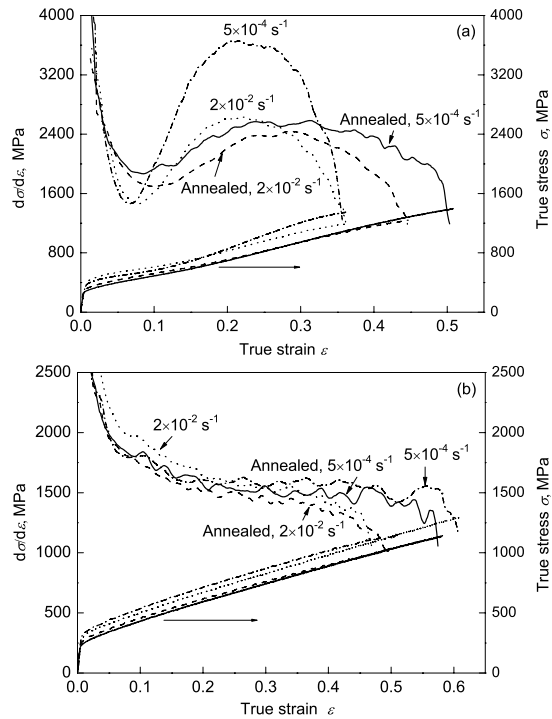 (a)
4000
3200
2400
1600
800
0
dσ/dε, MPa
4000
3200
2400
1600
800
0
True stress σ, MPa
5×10⁻⁴ s⁻¹
2×10⁻² s⁻¹
Annealed, 5×10⁻⁴ s⁻¹
Annealed, 2×10⁻² s⁻¹
0.0 0.1 0.2 0.3 0.4 0.5
True strain ε
(b)
2500
2000
1500
1000
500
0
dσ/dε, MPa
2500
2000
1500
1000
500
0
True stress σ, MPa
2×10⁻² s⁻¹
Annealed, 5×10⁻⁴ s⁻¹
5×10⁻⁴ s⁻¹
Annealed, 2×10⁻² s⁻¹
0.0 0.1 0.2 0.3 0.4 0.5 0.6
True strain ε